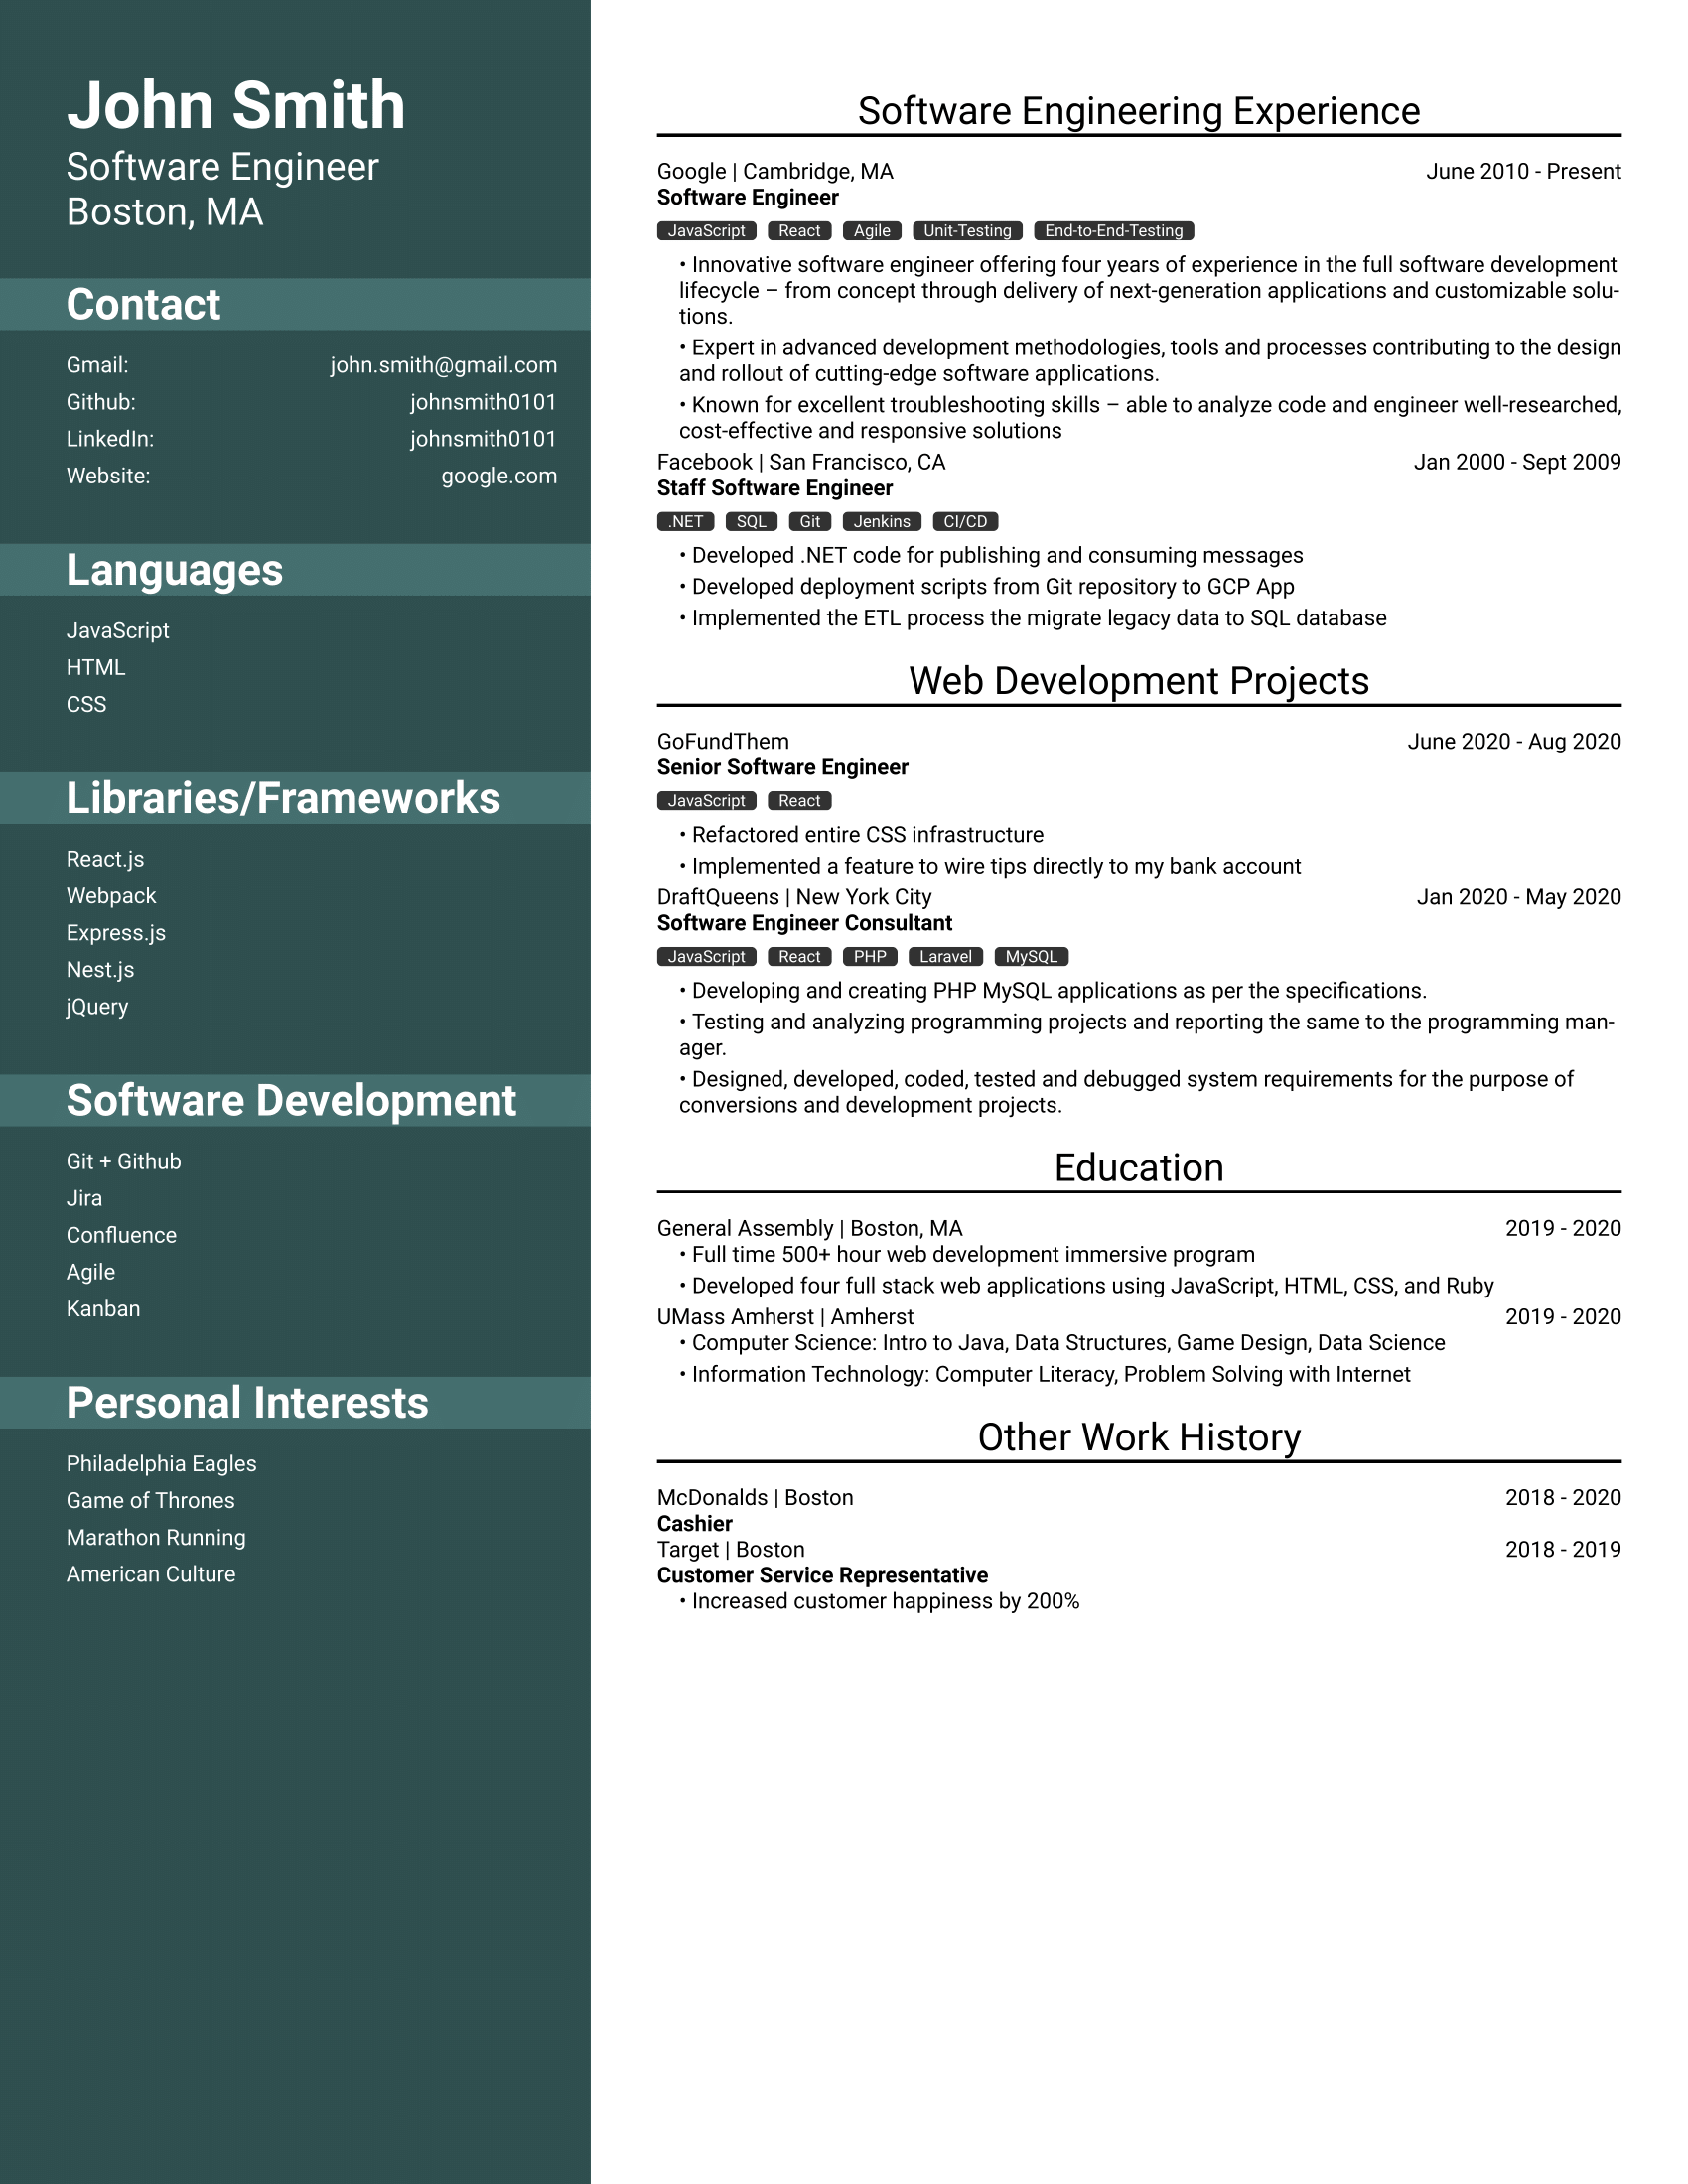 John Smith
Software Engineer
Boston, MA
Contact
Gmail: john.smith@gmail.com
Github: johnsmith0101
LinkedIn: johnsmith0101
Website: google.com
Languages
JavaScript
HTML
CSS
Libraries/Frameworks
React.js
Webpack
Express.js
Nest.js
jQuery
Software Development
Git + Github
Jira
Confluence
Agile
Kanban
Personal Interests
Philadelphia Eagles
Game of Thrones
Marathon Running
American Culture
Software Engineering Experience
Google | Cambridge, MA June 2010 - Present
Software Engineer
JavaScript React Agile Unit-Testing End-to-End-Testing
• Innovative software engineer offering four years of experience in the full software development
lifecycle – from concept through delivery of next-generation applications and customizable solu-
tions.
• Expert in advanced development methodologies, tools and processes contributing to the design
and rollout of cutting-edge software applications.
• Known for excellent troubleshooting skills – able to analyze code and engineer well-researched,
cost-effective and responsive solutions
Facebook | San Francisco, CA Jan 2000 - Sept 2009
Staff Software Engineer
.NET SQL Git Jenkins CI/CD
• Developed .NET code for publishing and consuming messages
• Developed deployment scripts from Git repository to GCP App
• Implemented the ETL process the migrate legacy data to SQL database
Web Development Projects
GoFundThem June 2020 - Aug 2020
Senior Software Engineer
JavaScript React
• Refactored entire CSS infrastructure
• Implemented a feature to wire tips directly to my bank account
DraftQueens | New York City Jan 2020 - May 2020
Software Engineer Consultant
JavaScript React PHP Laravel MySQL
• Developing and creating PHP MySQL applications as per the specifications.
• Testing and analyzing programming projects and reporting the same to the programming man-
ager.
• Designed, developed, coded, tested and debugged system requirements for the purpose of
conversions and development projects.
Education
General Assembly | Boston, MA 2019 - 2020
• Full time 500+ hour web development immersive program
• Developed four full stack web applications using JavaScript, HTML, CSS, and Ruby
UMass Amherst | Amherst 2019 - 2020
• Computer Science: Intro to Java, Data Structures, Game Design, Data Science
• Information Technology: Computer Literacy, Problem Solving with Internet
Other Work History
McDonalds | Boston 2018 - 2020
Cashier
Target | Boston 2018 - 2019
Customer Service Representative
• Increased customer happiness by 200%